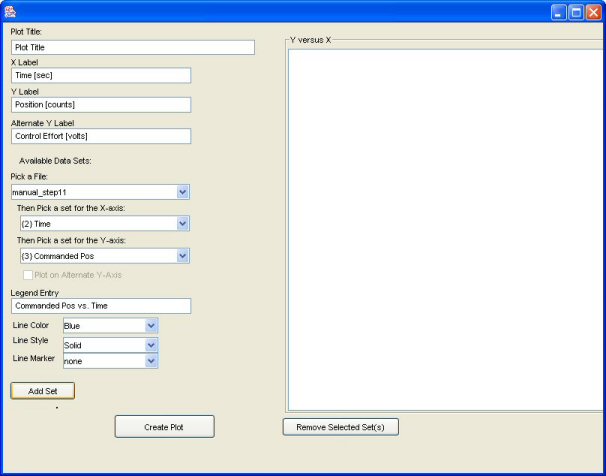 Plot Title:
Plot Title
X Label
Time [sec]
Y Label
Position [counts]
Alternate Y Label
Control Effort [volts]
Available Data Sets:
Pick a File:
manual_step11
Then Pick a set for the X-axis:
(2) Time
Then Pick a set for the Y-axis:
(3) Commanded Pos
Plot on Alternate Y-Axis
Legend Entry
Commanded Pos vs. Time
Line Color Blue
Line Style Solid
Line Marker none
Add Set
Create Plot
Y versus X
Remove Selected Set(s)